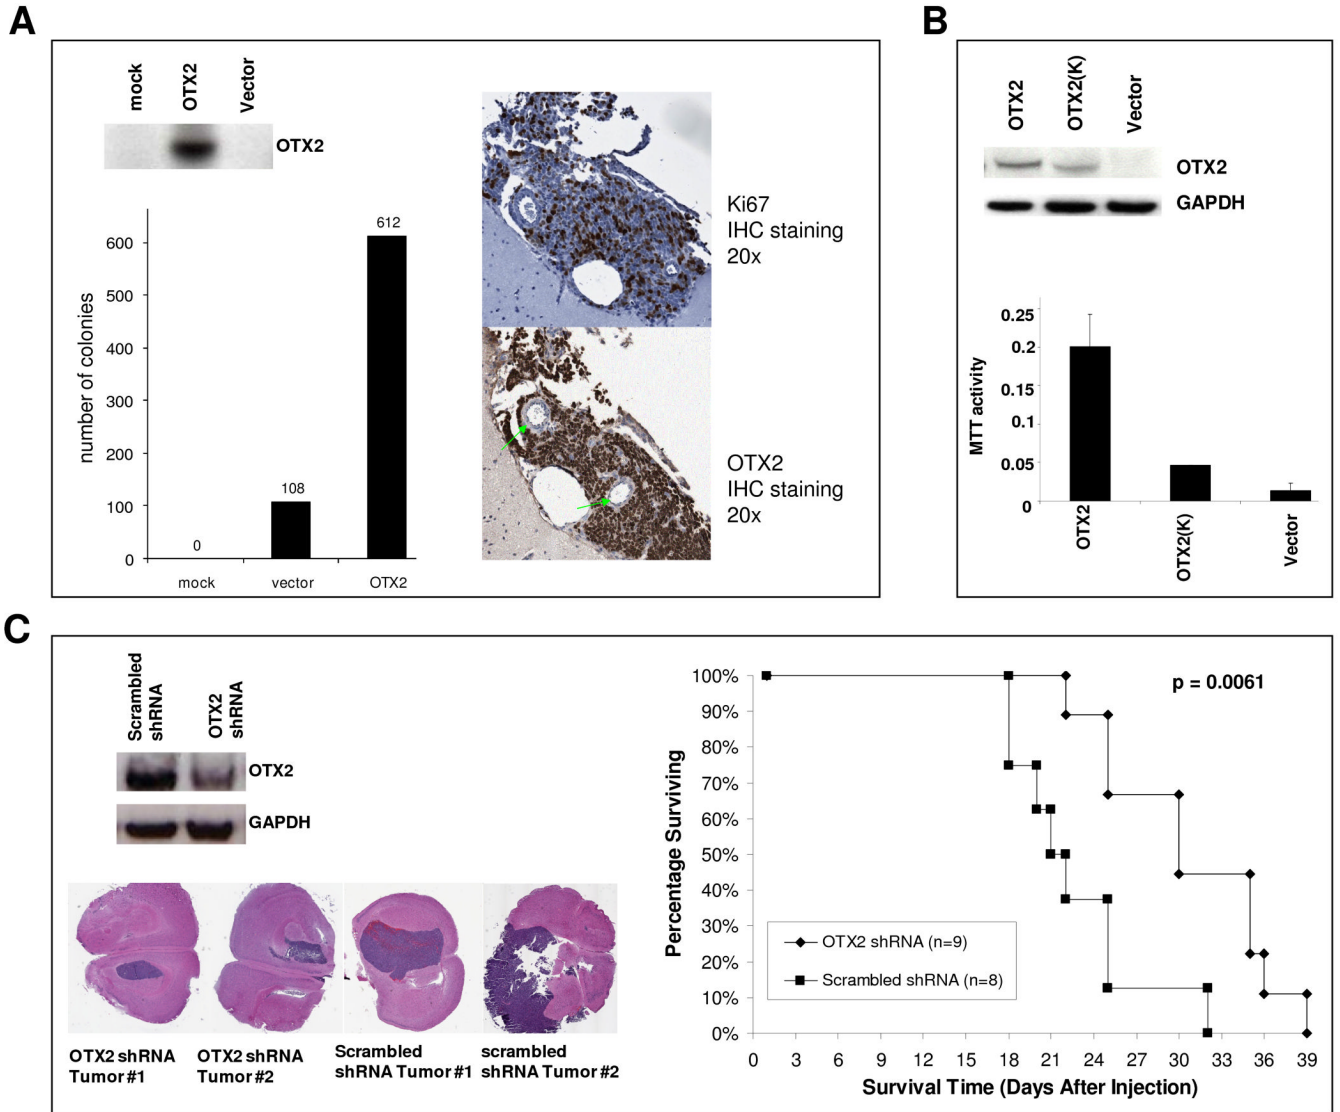 A
mock
OTX2
Vector
OTX2
number of colonies
600
500
400
300
200
100
0
0
108
612
mock
vector
OTX2
Ki67
IHC staining
20x
OTX2
IHC staining
20x
B
OTX2
OTX2(K)
Vector
OTX2
GAPDH
MTT activity
0.25
0.2
0.15
0.1
0.05
0
OTX2
OTX2(K)
Vector
C
Scrambled
shRNA
OTX2
shRNA
OTX2
GAPDH
OTX2 shRNA
Tumor #1
OTX2 shRNA
Tumor #2
Scrambled
shRNA Tumor #1
scrambled
shRNA Tumor #2
Percentage Surviving
100%
90%
80%
70%
60%
50%
40%
30%
20%
10%
0%
p = 0.0061
OTX2 shRNA (n=9)
Scrambled shRNA (n=8)
0 3 6 9 12 15 18 21 24 27 30 33 36 39
Survival Time (Days After Injection)